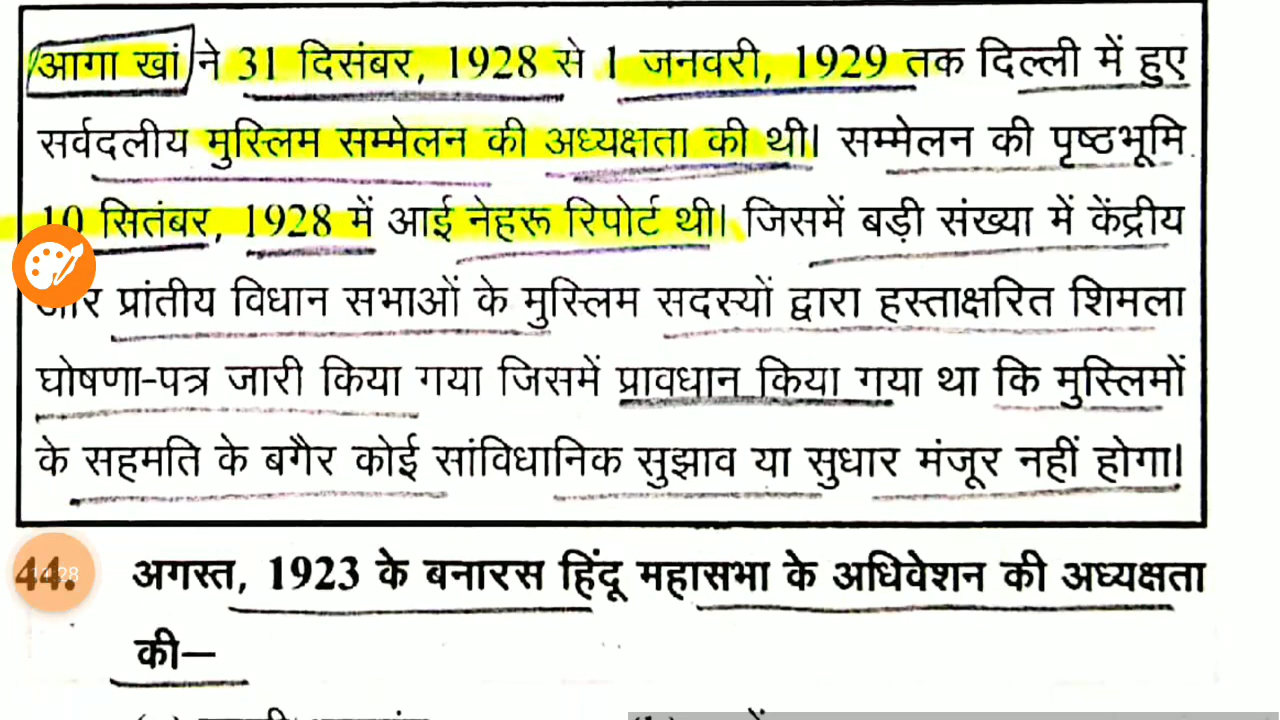 आगा खां ने 31 दिसंबर, 1928 से 1 जनवरी, 1929 तक दिल्ली में हुए
सर्वदलीय मुस्लिम सम्मेलन की अध्यक्षता की थी। सम्मेलन की पृष्ठभूमि
10 सितंबर, 1928 में आई नेहरू रिपोर्ट थी। जिसमें बड़ी संख्या में केंद्रीय
और प्रांतीय विधान सभाओं के मुस्लिम सदस्यों द्वारा हस्ताक्षरित शिमला
घोषणा-पत्र जारी किया गया जिसमें प्रावधान किया गया था कि मुस्लिमों
के सहमति के बगैर कोई सांविधानिक सुझाव या सुधार मंजूर नहीं होगा।
44. अगस्त, 1923 के बनारस हिंदू महासभा के अधिवेशन की अध्यक्षता
की–